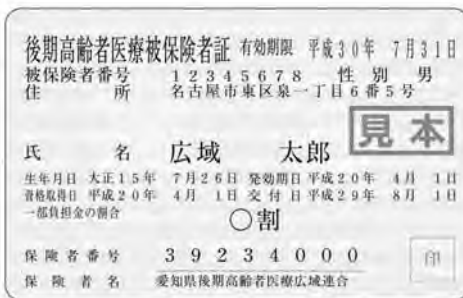 後期高齢者医療被保険者証 有効期限 平成30年 7月31日
被保険者番号 12345678 性別 男
住所 名古屋市東区泉一丁目6番5号
見本
氏名 広域 太郎
生年月日 大正15年 7月26日 発効期日 平成20年 4月 1日
資格取得日 平成20年 4月 1日 交付日 平成29年 8月 1日
一部負担金の割合
〇割
保険者番号 39234000
印
保険者名 愛知県後期高齢者医療広域連合